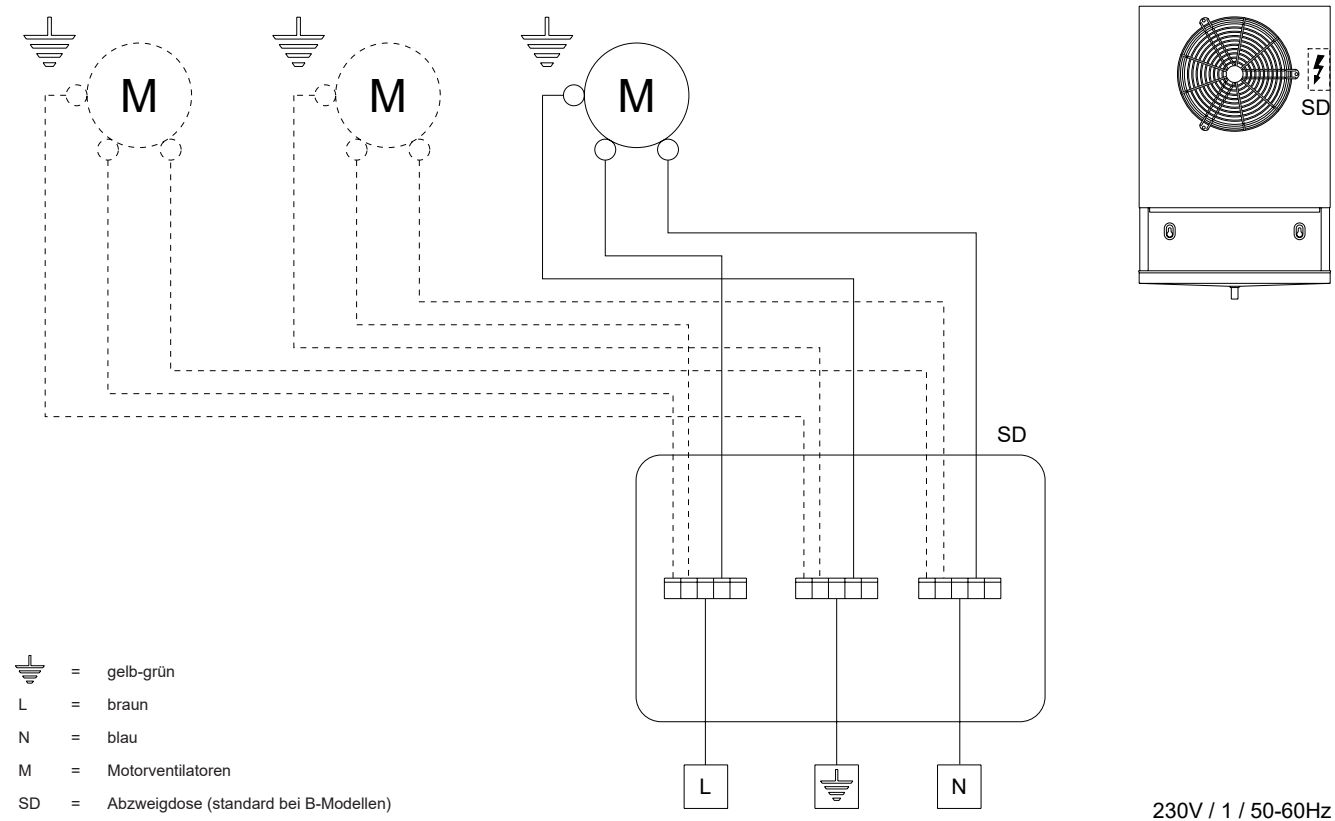 M M M
SD
SD
= gelb-grün
L = braun
N = blau
M = Motorventilatoren
SD = Abzweigdose (standard bei B-Modellen)
L N
230V / 1 / 50-60Hz